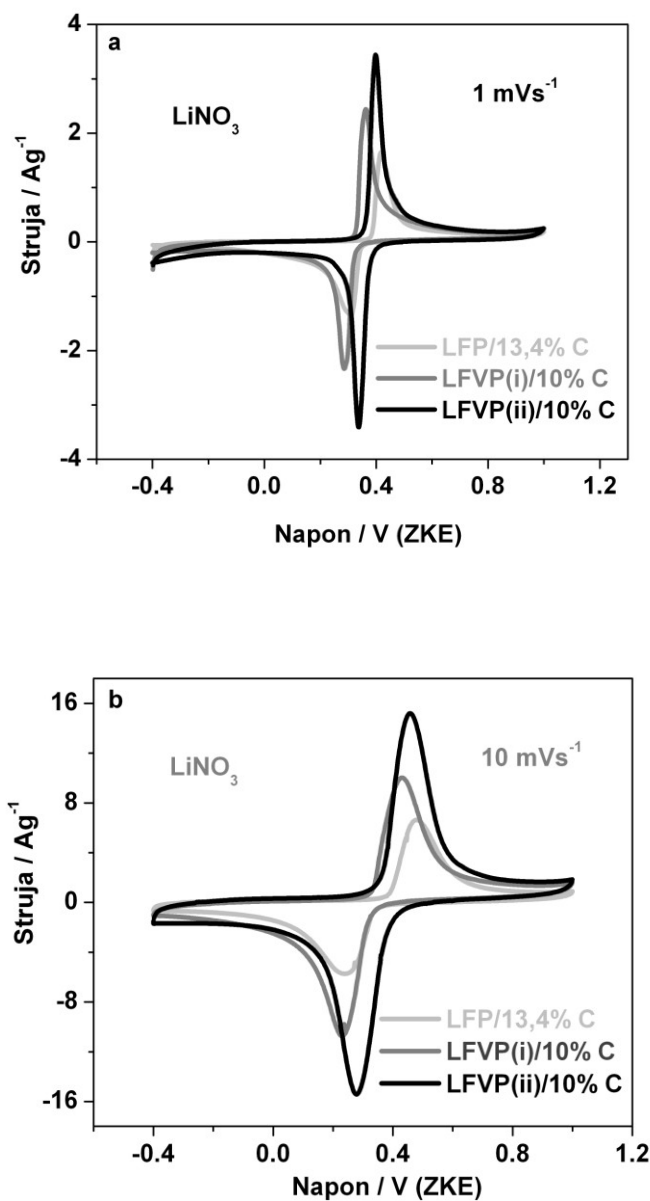 a
1 mVs⁻¹
LiNO₃
Struja / Ag⁻¹
4
2
0
-2
-4
LFP/13,4% C
LFVP(i)/10% C
LFVP(ii)/10% C
-0.4
0.0
0.4
0.8
1.2
Napon / V (ZKE)
b
LiNO₃
10 mVs⁻¹
Struja / Ag⁻¹
16
8
0
-8
-16
LFP/13,4% C
LFVP(i)/10% C
LFVP(ii)/10% C
-0.4
0.0
0.4
0.8
1.2
Napon / V (ZKE)